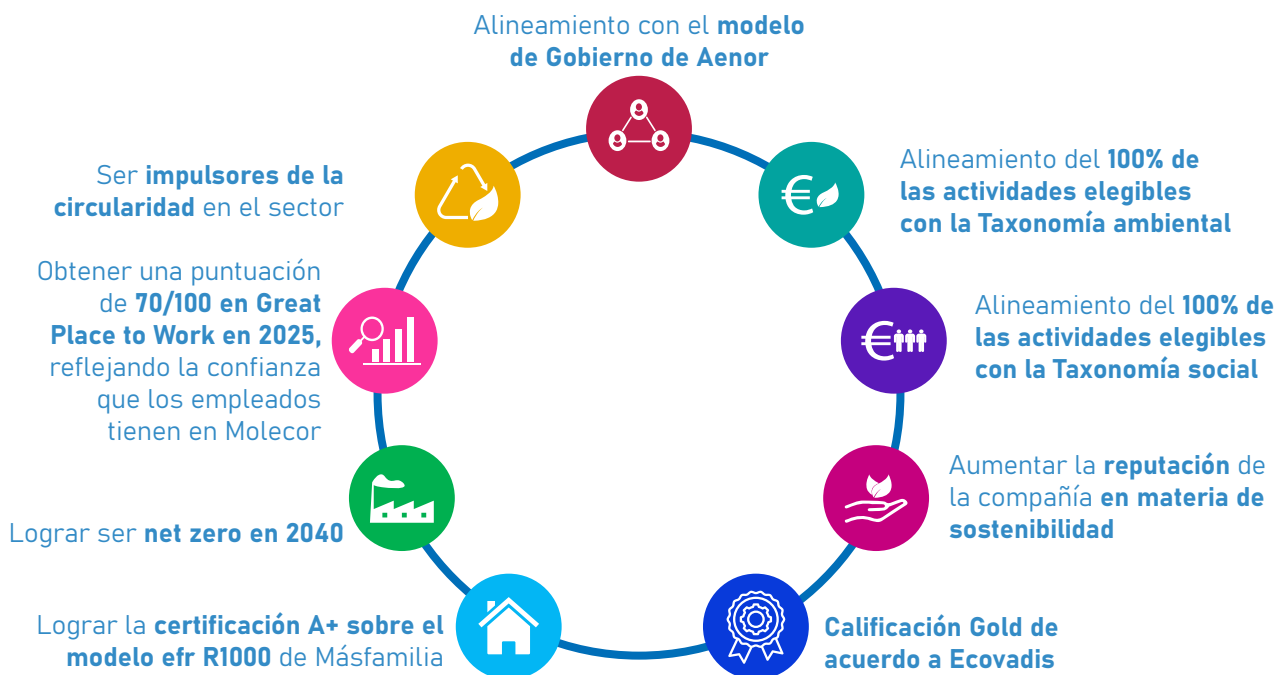 Alineamiento con el modelo
de Gobierno de Aenor
Alineamiento del 100% de
las actividades elegibles
con la Taxonomía ambiental
Alineamiento del 100% de
las actividades elegibles
con la Taxonomía social
Aumentar la reputación de
la compañía en materia de
sostenibilidad
Calificación Gold de
acuerdo a Ecovadis
Lograr la certificación A+ sobre el
modelo efr R1000 de Másfamilia
Lograr ser net zero en 2040
Obtener una puntuación
de 70/100 en Great
Place to Work en 2025,
reflejando la confianza
que los empleados
tienen en Molecor
Ser impulsores de la
circularidad en el sector